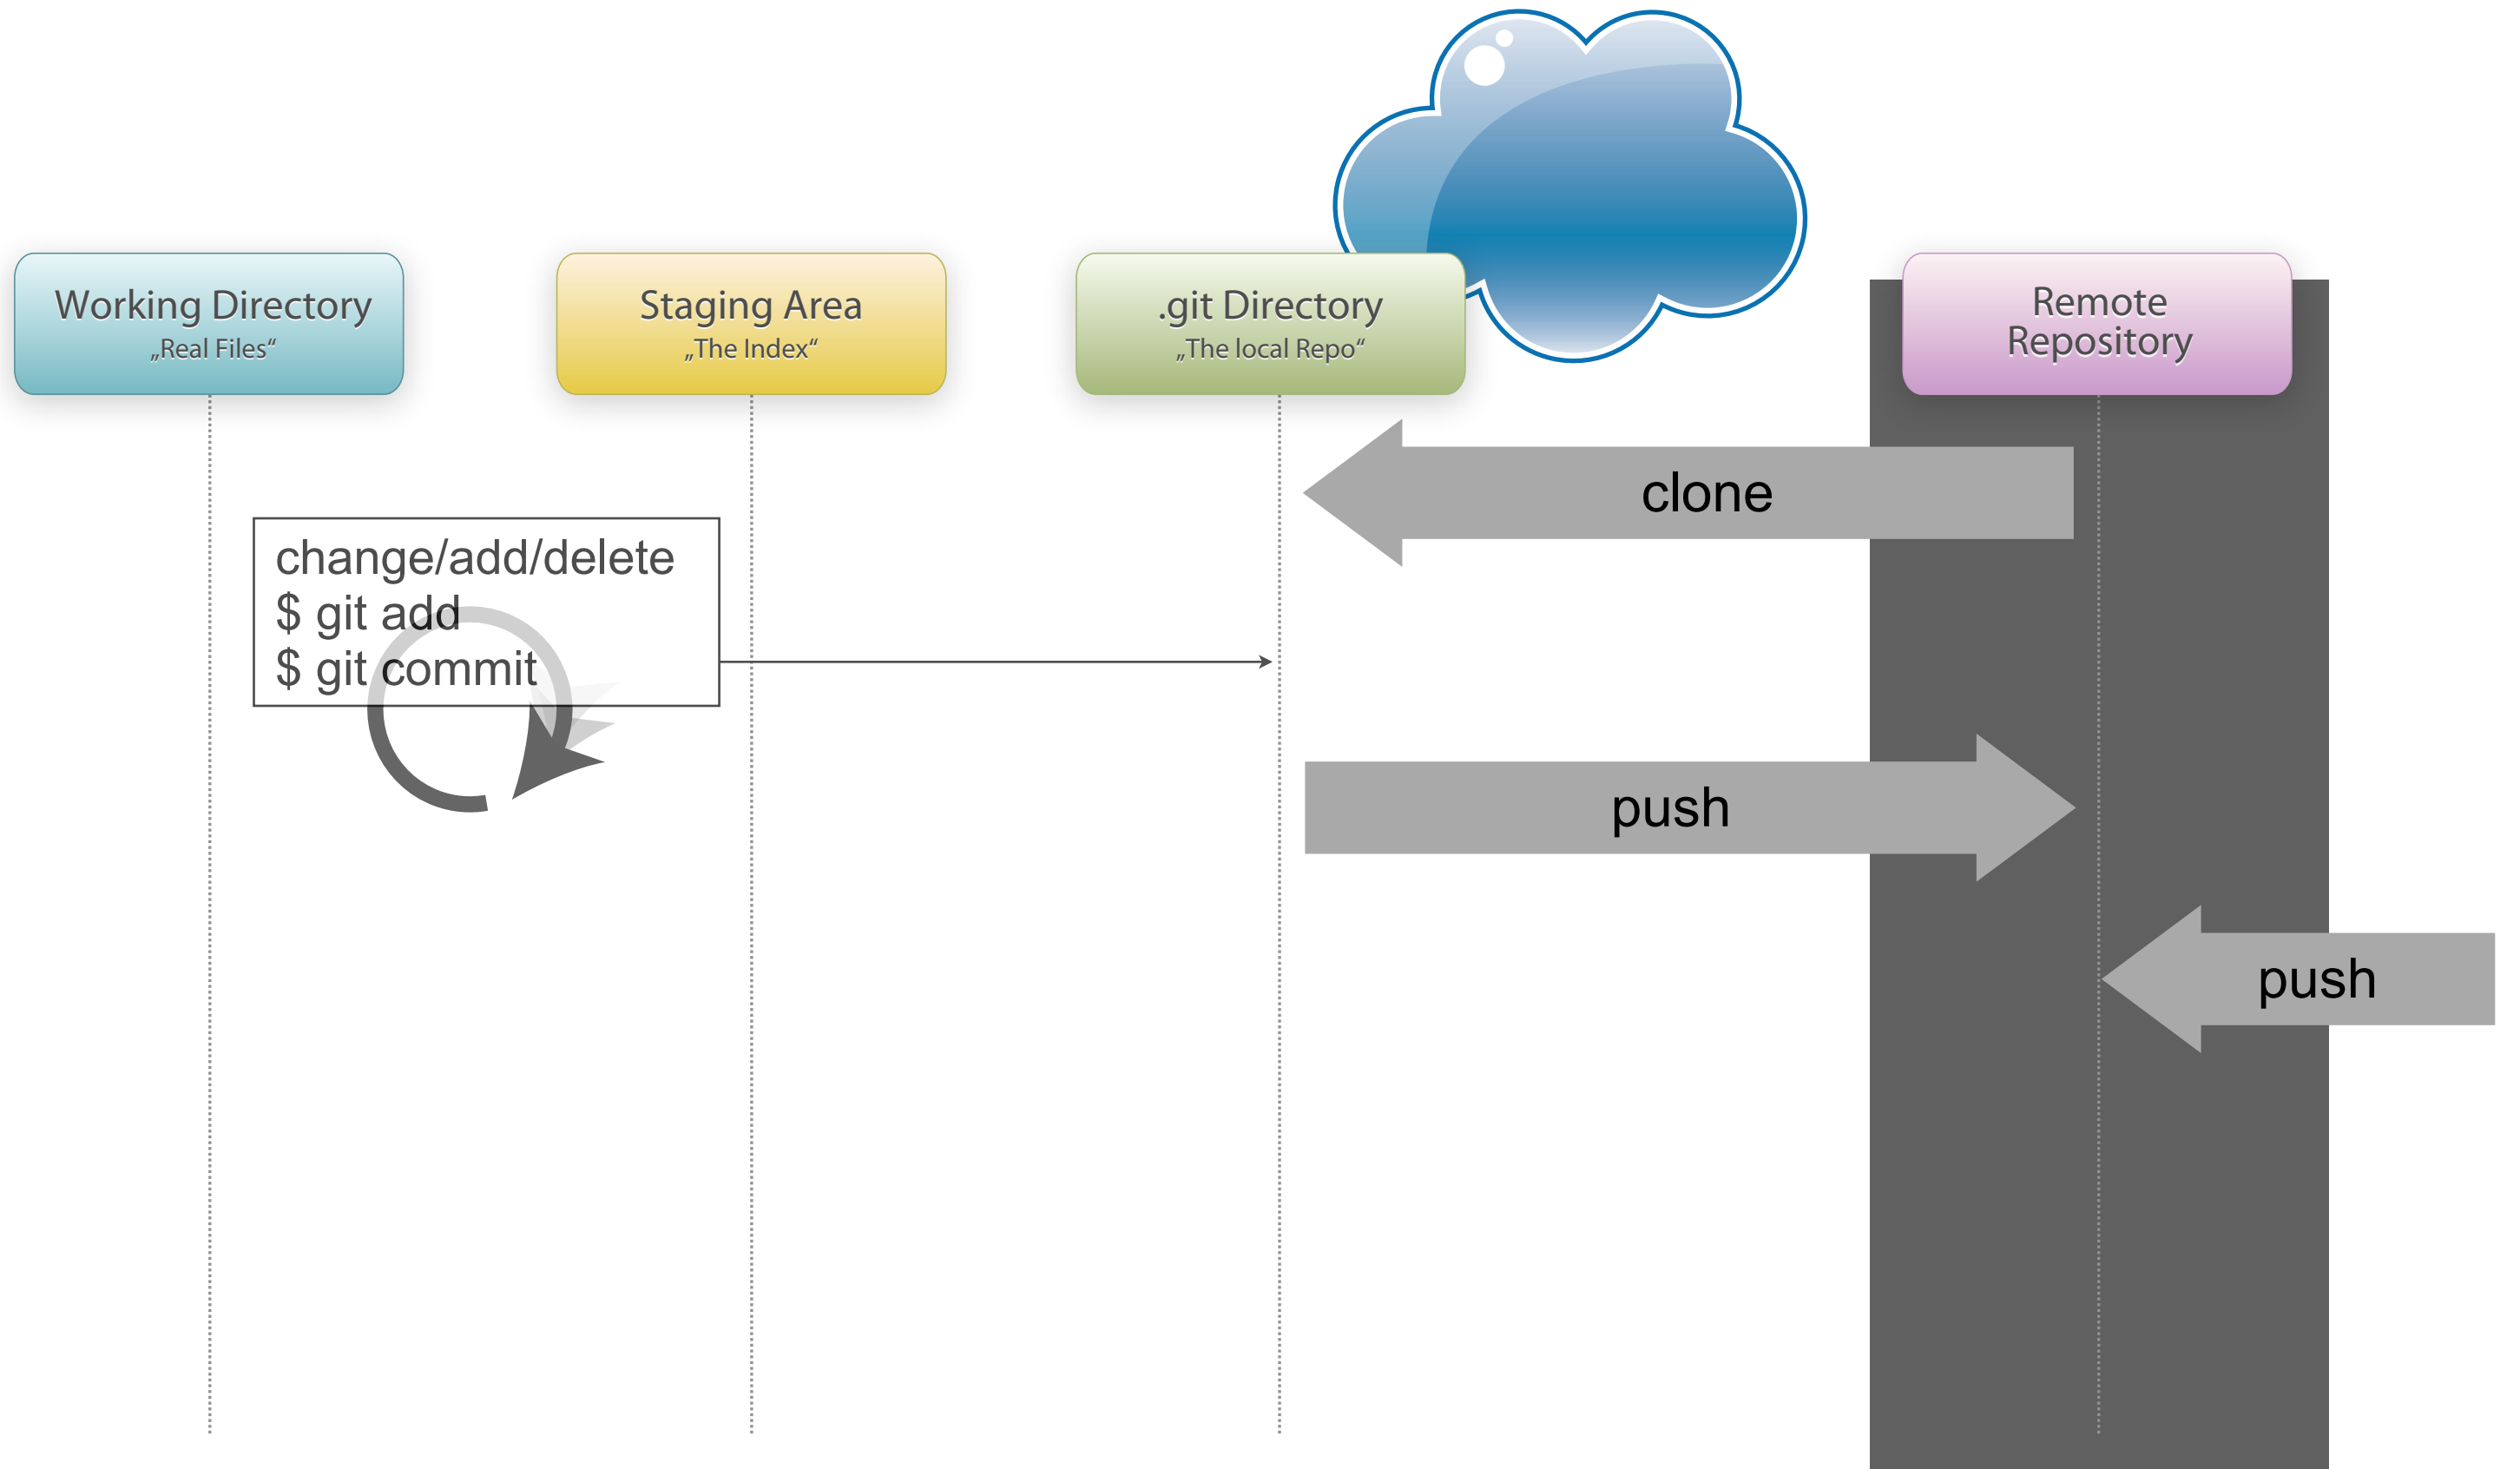 Working Directory
„Real Files“
Staging Area
„The Index“
.git Directory
„The local Repo“
Remote
Repository
clone
change/add/delete
$ git add
$ git commit
push
push